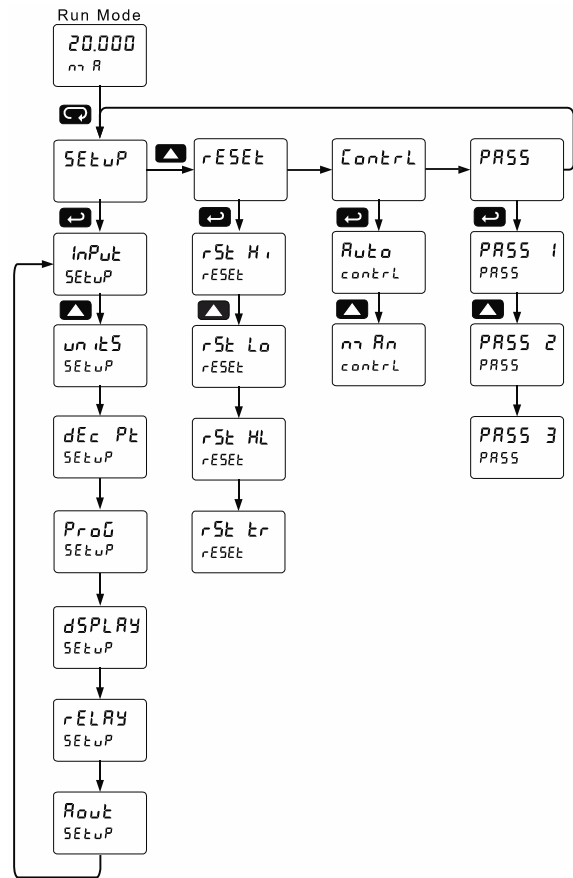 Run Mode
20.000
mA
SEtuP
rESEt
ContrL
PASS
InPut
SEtuP
rSt Hi
rESEt
Auto
contrL
PASS 1
PASS
unitS
SEtuP
rSt Lo
rESEt
mAn
contrL
PASS 2
PASS
dEc Pt
SEtuP
rSt HL
rESEt
PASS 3
PASS
ProG
SEtuP
rSt tr
rESEt
dSPLAY
SEtuP
rELAY
SEtuP
Aout
SEtuP